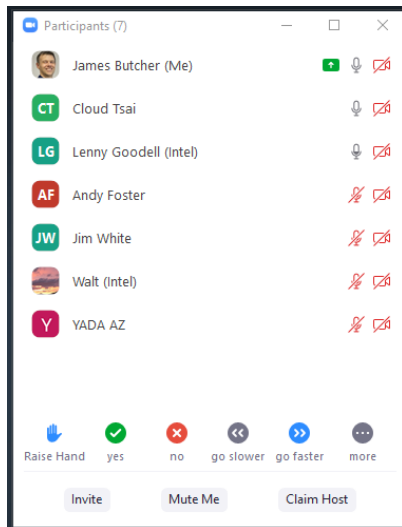 Participants (7)
James Butcher (Me)
CT Cloud Tsai
LG Lenny Goodell (Intel)
AF Andy Foster
JW Jim White
Walt (Intel)
Y YADA AZ
Raise Hand yes no go slower go faster more
Invite Mute Me Claim Host